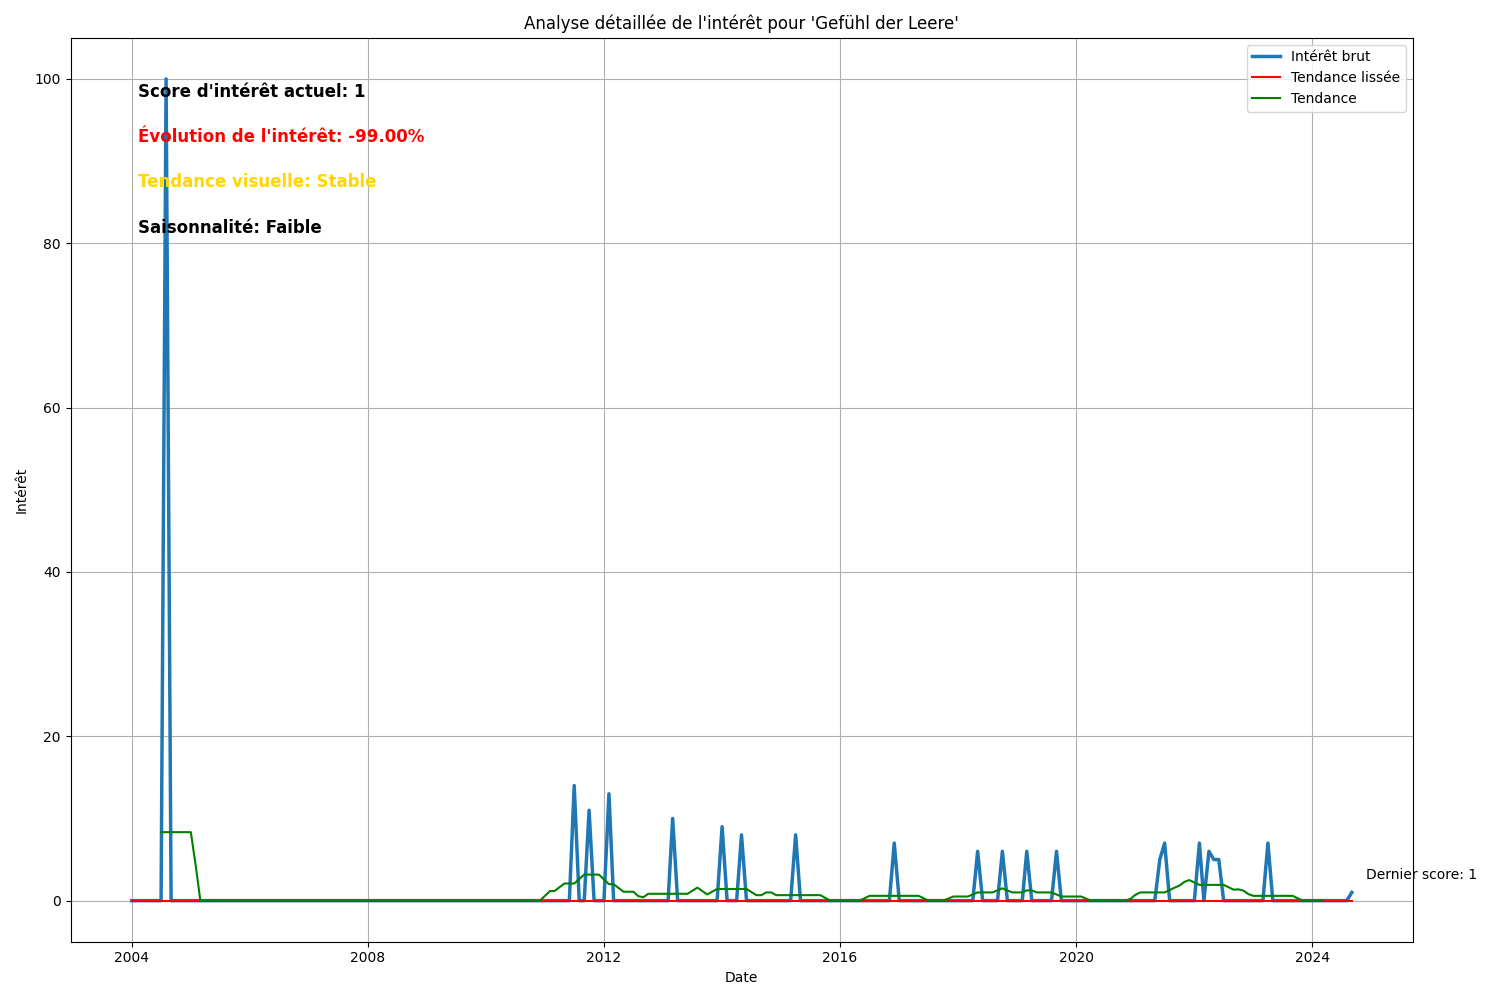 Analyse détaillée de l'intérêt pour 'Gefühl der Leere'
Intérêt brut
Tendance lissée
Tendance
Score d'intérêt actuel: 1
Évolution de l'intérêt: -99.00%
Tendance visuelle: Stable
Saisonnalité: Faible
100
80
60
40
20
0
Intérêt
Dernier score: 1
2004
2008
2012
2016
2020
2024
Date